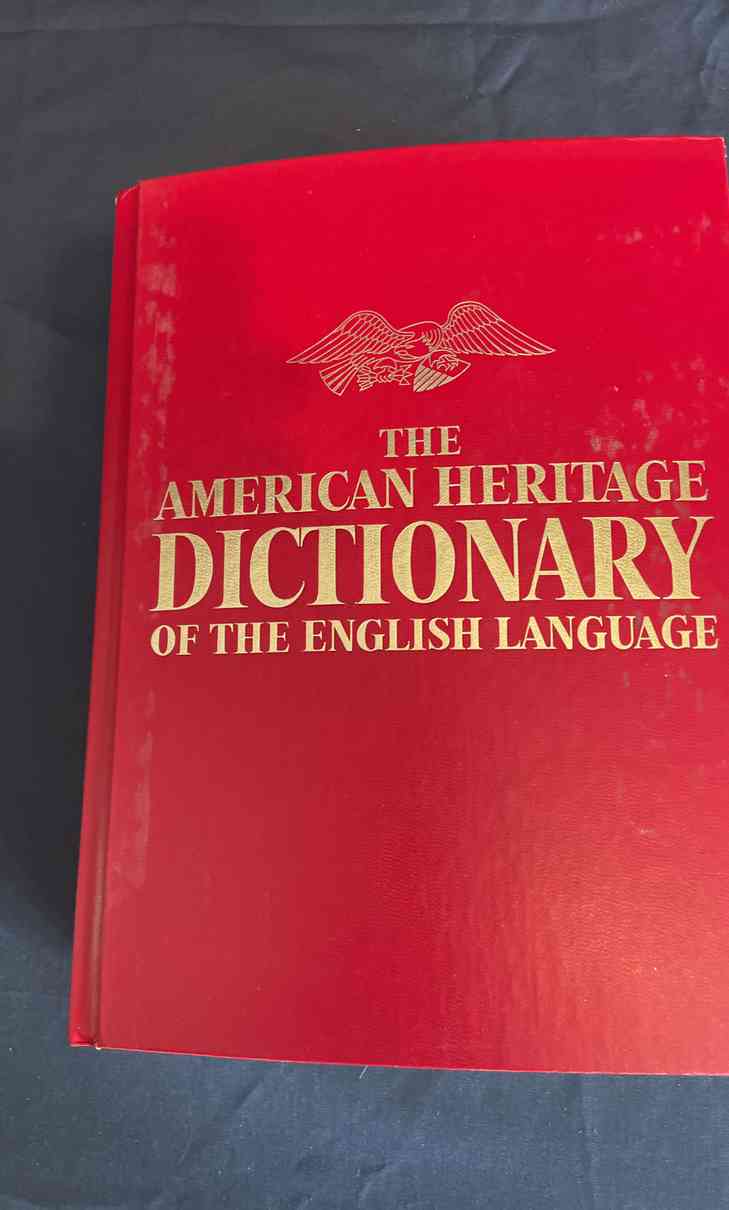 THE
AMERICAN HERITAGE
DICTIONARY
OF THE ENGLISH LANGUAGE